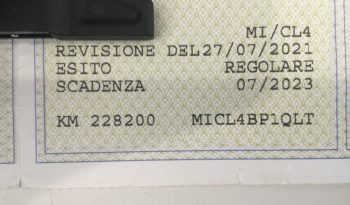 MI/CL4
REVISIONE DEL27/07/2021
ESITO REGOLARE
SCADENZA 07/2023
KM 228200 MICL4BP1QLT